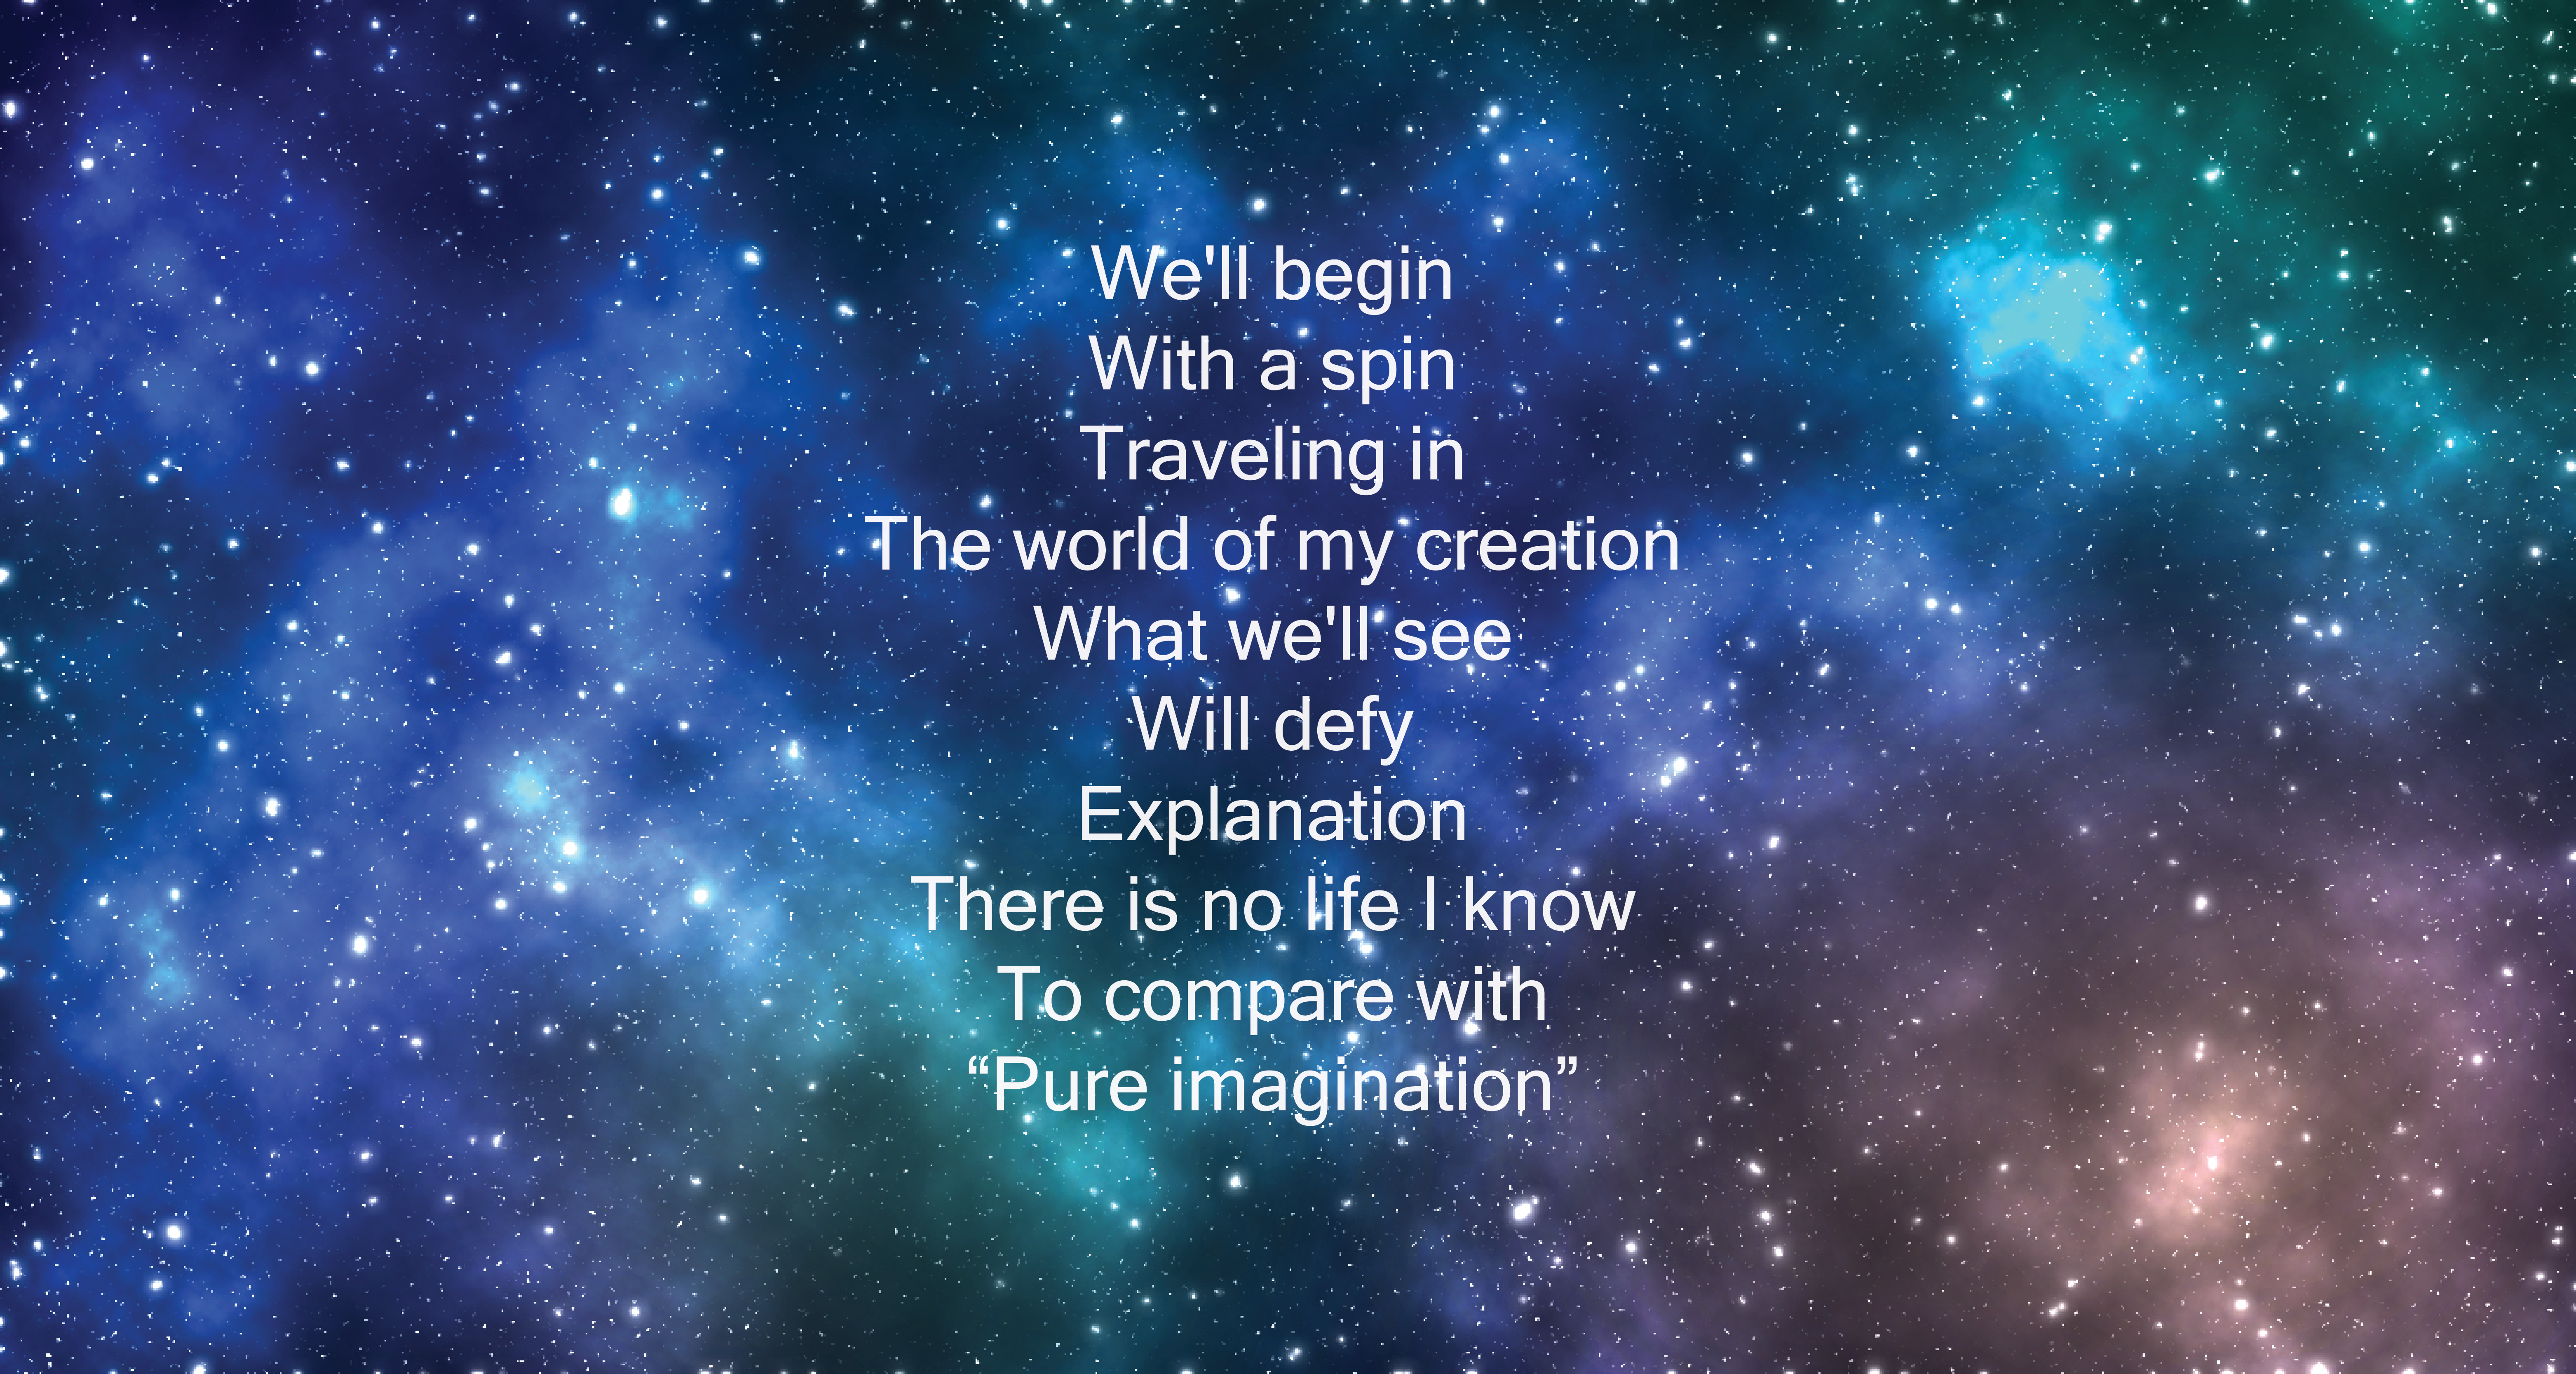 We'll begin
With a spin
Traveling in
The world of my creation
What we'll see
Will defy
Explanation
There is no life I know
To compare with
“Pure imagination”